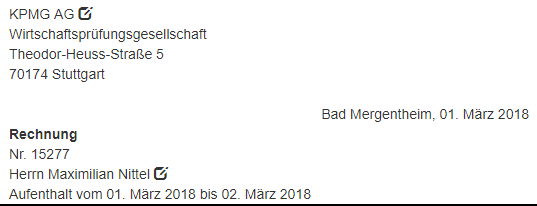 KPMG AG
Wirtschaftsprüfungsgesellschaft
Theodor-Heuss-Straße 5
70174 Stuttgart
Bad Mergentheim, 01. März 2018
Rechnung
Nr. 15277
Herrn Maximilian Nittel
Aufenthalt vom 01. März 2018 bis 02. März 2018